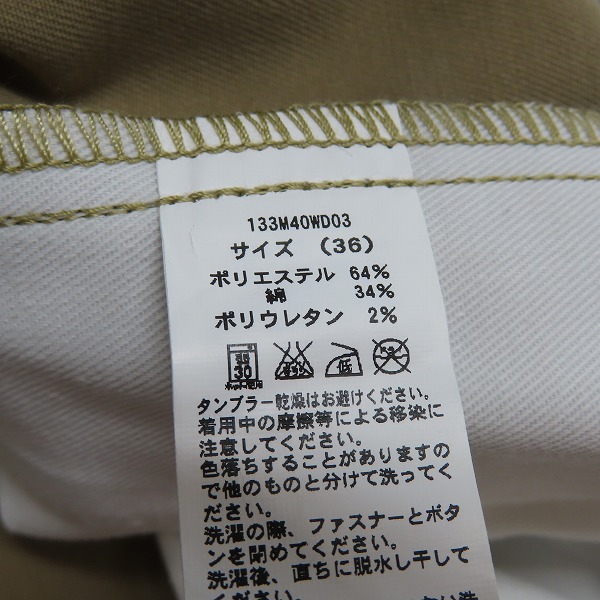 133M40WD03
サイズ (36)
ポリエステル 64%
綿 34%
ポリウレタン 2%
30
低
タンブラー乾燥はお避けください。
着用中の摩擦等による移染に
注意してください。
色落ちすることがありますの
で他のものと分けて洗ってく
ださい。
洗濯の際、ファスナーとボタ
ンを閉めてください。
洗濯後、直ちに脱水し干して